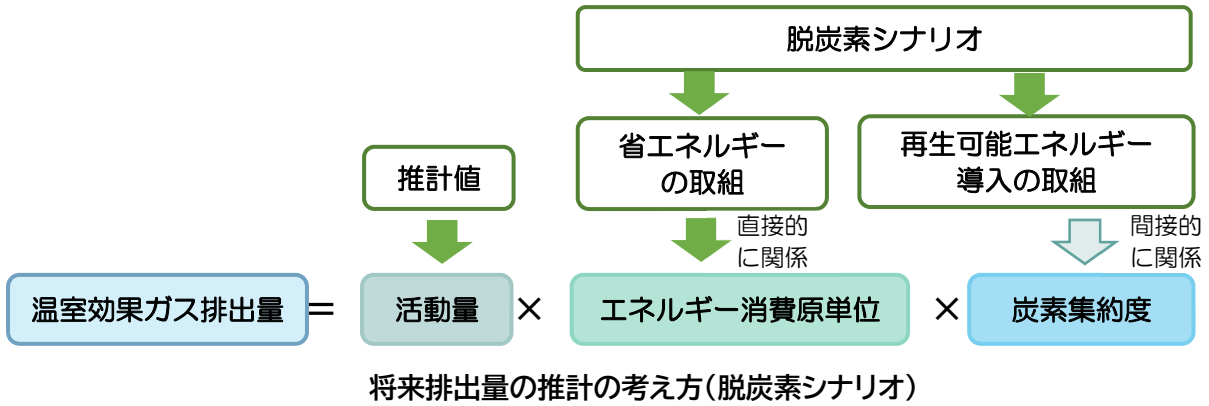 脱炭素シナリオ
省エネルギー
の取組
再生可能エネルギー
導入の取組
推計値
直接的
に関係
間接的
に関係
温室効果ガス排出量 = 活動量 × エネルギー消費原単位 × 炭素集約度
将来排出量の推計の考え方(脱炭素シナリオ)